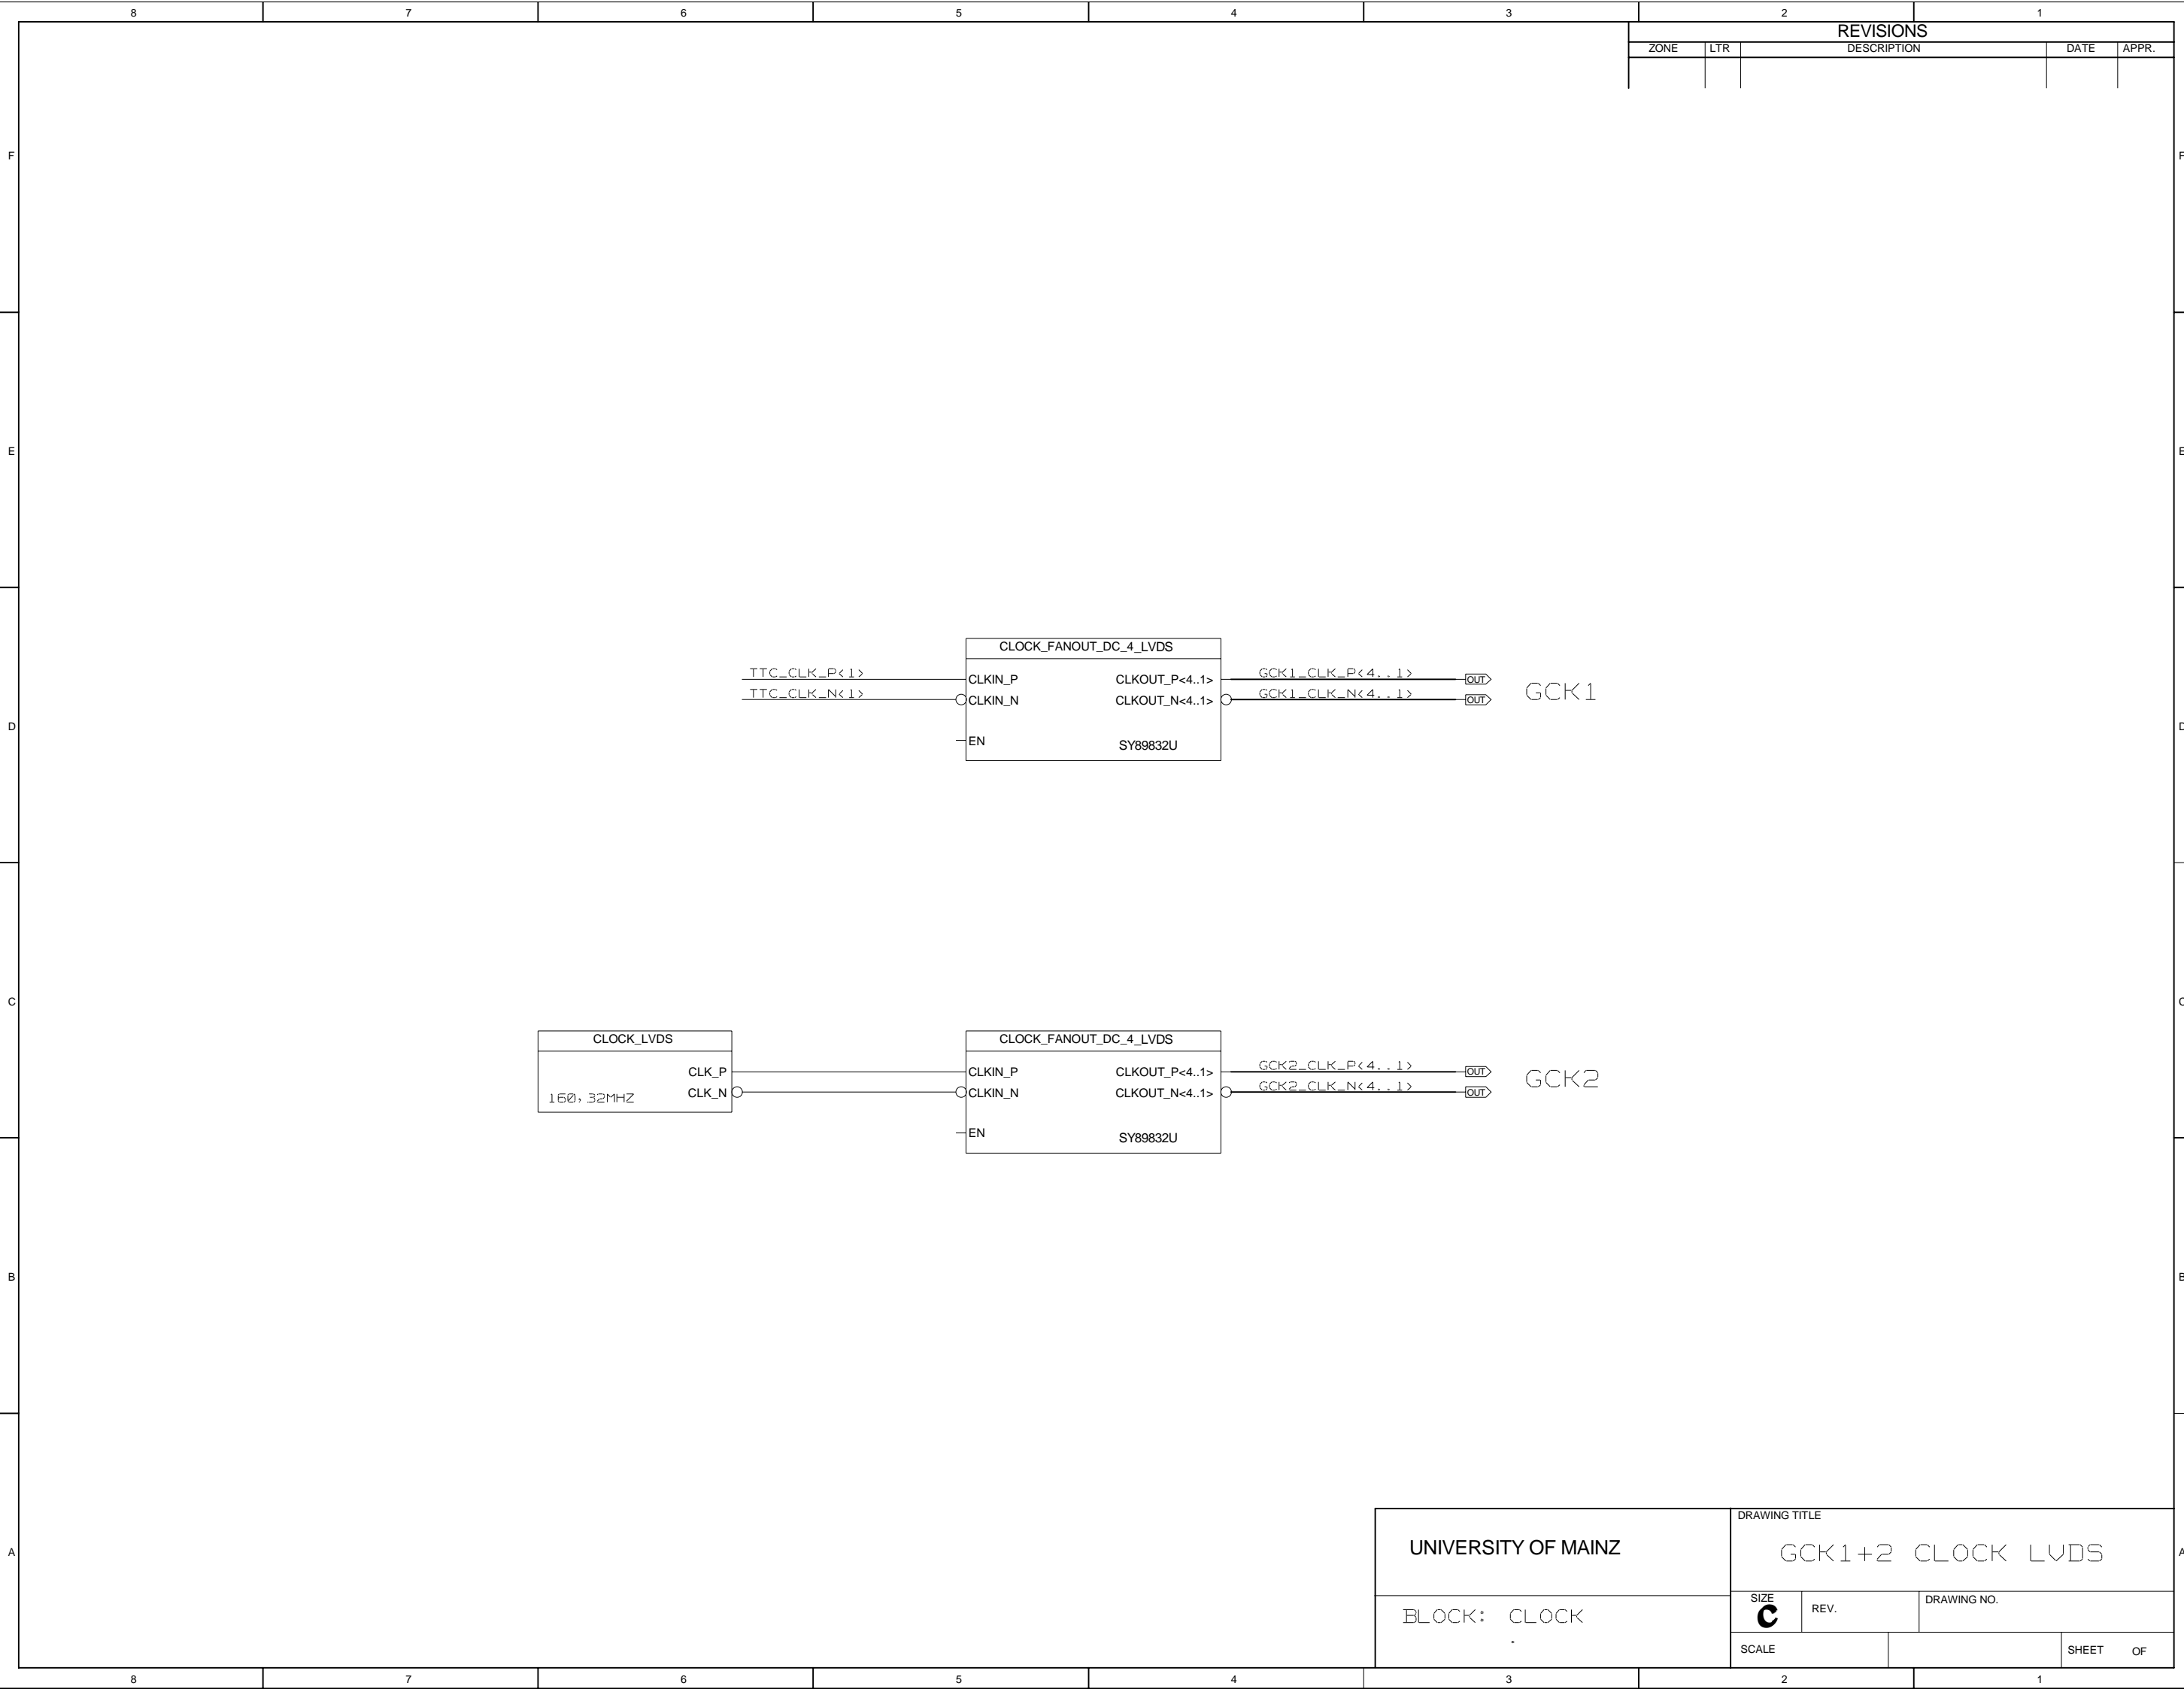 8 7 6 5 4 3 2 1
REVISIONS
ZONE LTR DESCRIPTION DATE APPR.
F F
E E
CLOCK_FANOUT_DC_4_LVDS
TTC_CLK_P<1> CLKIN_P CLKOUT_P<4..1> GCK1_CLK_P<4..1> OUT
TTC_CLK_N<1> CLKIN_N CLKOUT_N<4..1> GCK1_CLK_N<4..1> OUT
GCK1
D D
EN SY89832U
C C
CLOCK_LVDS CLOCK_FANOUT_DC_4_LVDS
CLK_P CLKIN_P CLKOUT_P<4..1> GCK2_CLK_P<4..1> OUT
160,32MHZ CLK_N CLKIN_N CLKOUT_N<4..1> GCK2_CLK_N<4..1> OUT
GCK2
EN SY89832U
B B
DRAWING TITLE
UNIVERSITY OF MAINZ
A GCK1+2 CLOCK LVDS A
SIZE
C REV. DRAWING NO.
BLOCK: CLOCK
SCALE SHEET OF
8 7 6 5 4 3 2 1